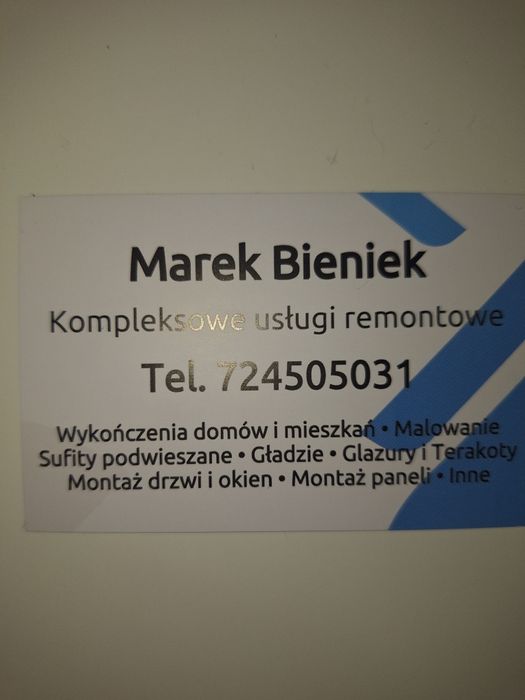 Marek Bieniek
Kompleksowe usługi remontowe
Tel. 724505031
Wykończenia domów i mieszkań • Malowanie
Sufity podwieszane • Gładzie • Glazury i Terakoty
Montaż drzwi i okien • Montaż paneli • Inne